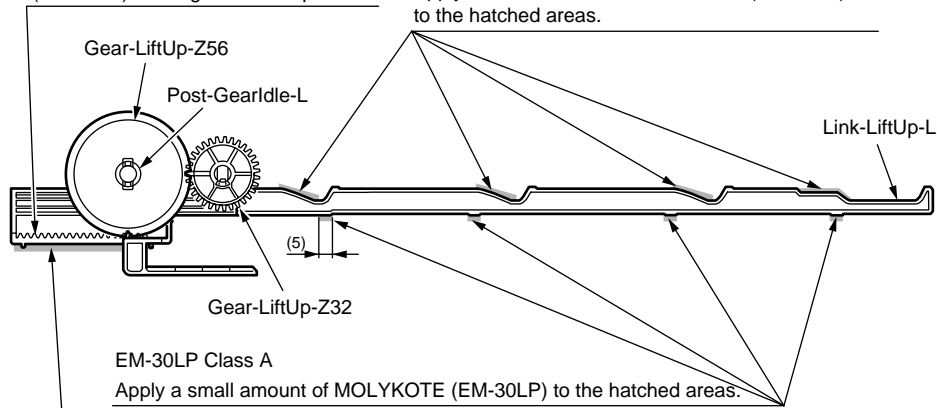 to the hatched areas.
Gear-LiftUp-Z56
Post-GearIdle-L
Link-LiftUp-L
(5)
Gear-LiftUp-Z32
EM-30LP Class A
Apply a small amount of MOLYKOTE (EM-30LP) to the hatched areas.